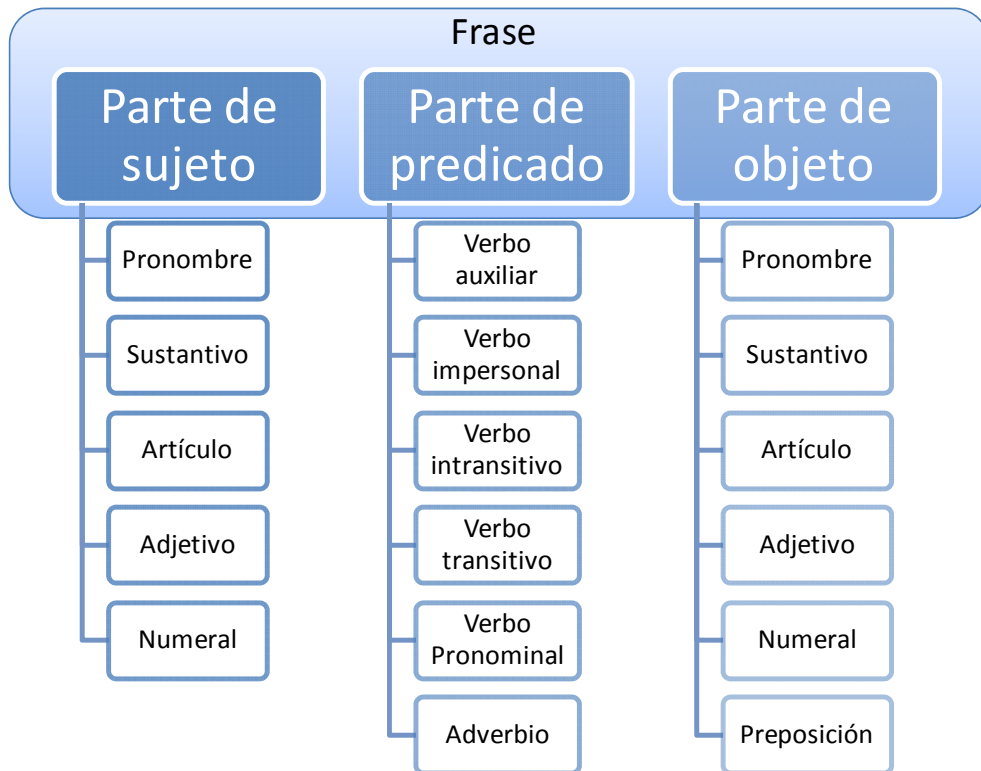 Frase
Parte de
sujeto
Pronombre
Sustantivo
Artículo
Adjetivo
Numeral
Parte de
predicado
Verbo
auxiliar
Verbo
impersonal
Verbo
intransitivo
Verbo
transitivo
Verbo
Pronominal
Adverbio
Parte de
objeto
Pronombre
Sustantivo
Artículo
Adjetivo
Numeral
Preposición